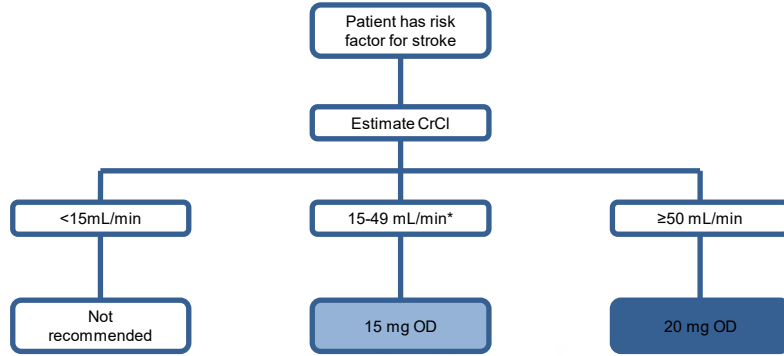 Patient has risk
factor for stroke
Estimate CrCl
<15mL/min
15-49 mL/min*
≥50 mL/min
Not
recommended
15 mg OD
20 mg OD